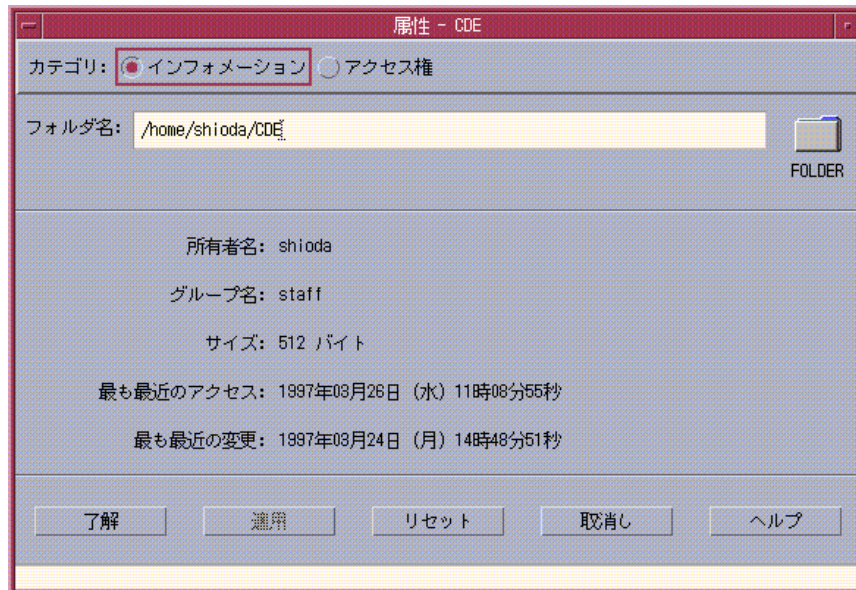 属性 - CDE
カテゴリ: インフォメーション アクセス権
フォルダ名: /home/shioda/CDE
FOLDER
所有者名: shioda
グループ名: staff
サイズ: 512 バイト
最も最近のアクセス: 1997年03月26日 (水) 11時08分55秒
最も最近の変更: 1997年03月24日 (月) 14時48分51秒
了解 適用 リセット 取消し ヘルプ